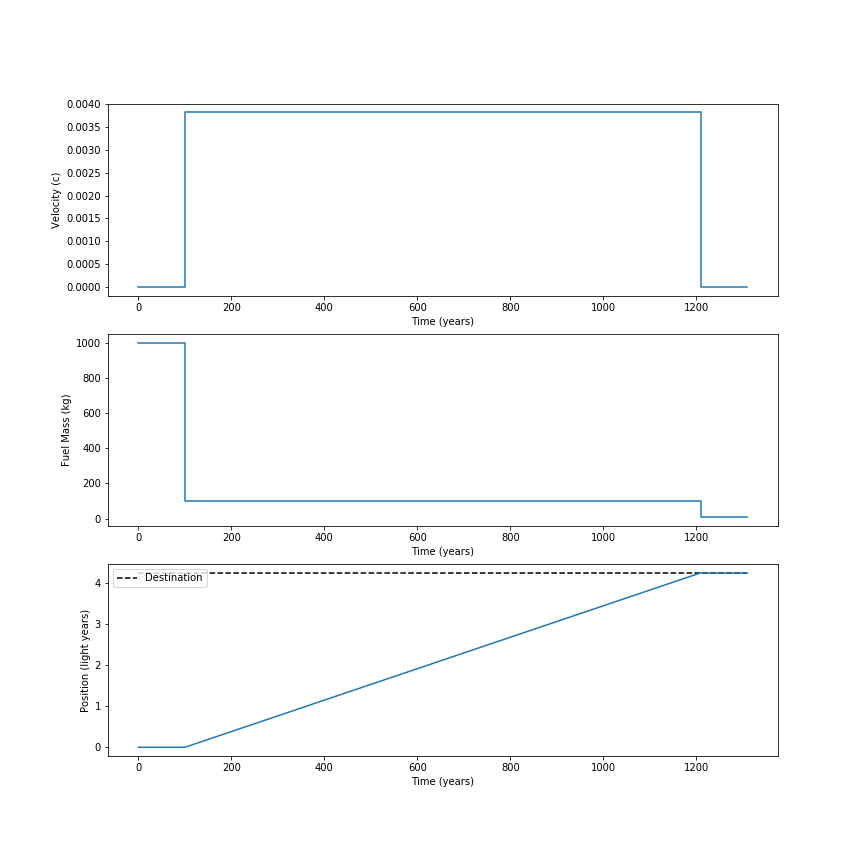 0.0040
0.0035
0.0030
0.0025
0.0020
0.0015
0.0010
0.0005
0.0000
Velocity (c)
0 200 400 600 800 1000 1200
Time (years)
1000
800
600
400
200
0
Fuel Mass (kg)
0 200 400 600 800 1000 1200
Time (years)
Destination
4
3
2
1
0
Position (light years)
0 200 400 600 800 1000 1200
Time (years)